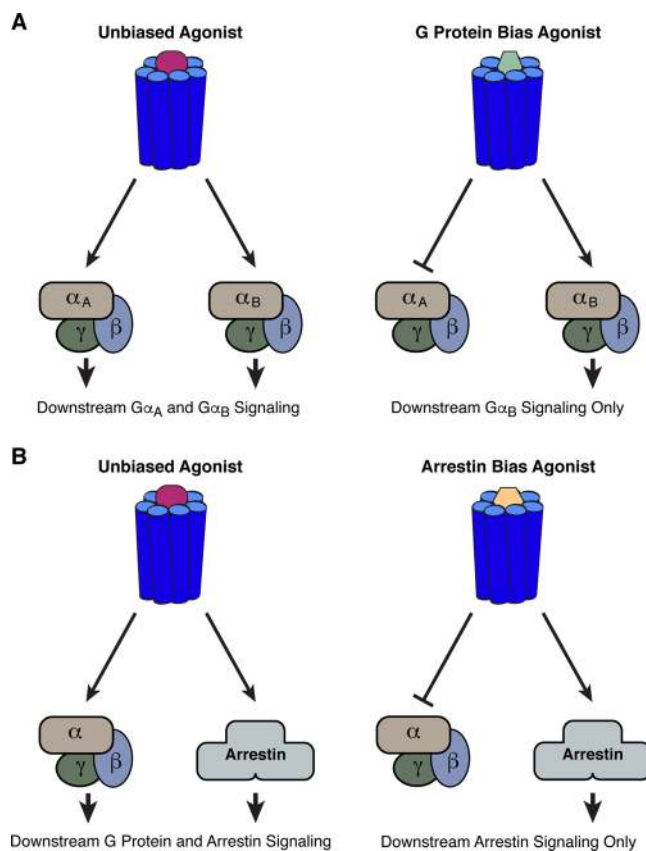 A
Unbiased Agonist
G Protein Bias Agonist
αA
γ
β
αB
γ
β
αA
γ
β
αB
γ
β
Downstream GαA and GαB Signaling
Downstream GαB Signaling Only
B
Unbiased Agonist
Arrestin Bias Agonist
α
γ
β
Arrestin
α
γ
β
Arrestin
Downstream G Protein and Arrestin Signaling
Downstream Arrestin Signaling Only